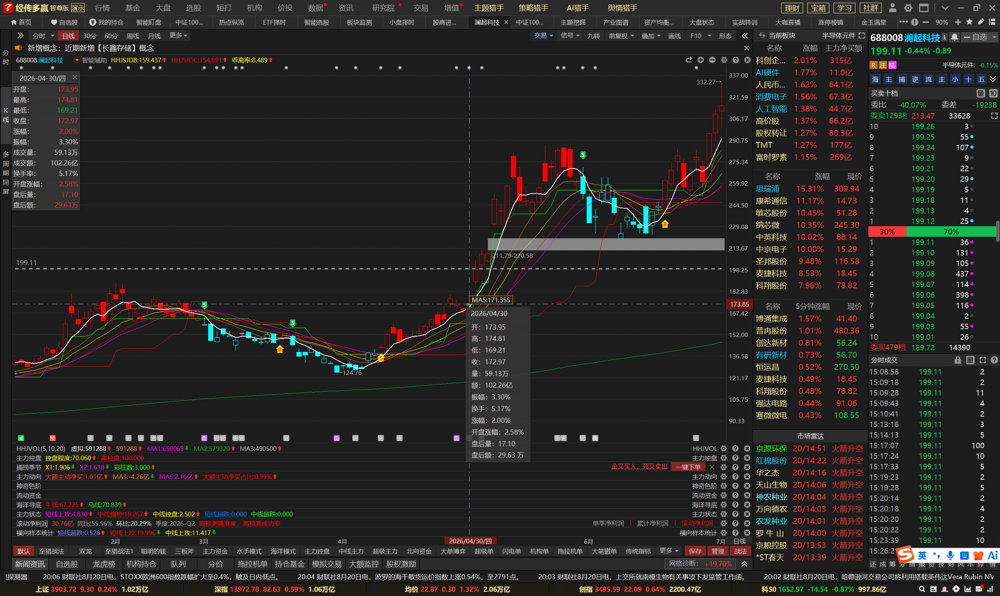 经传多赢 智尊版 演示 行情 基金 大盘 选股 短打 机构 价投 数据 资讯 研究院 交易 增值 主题猎手 策略猎手 AI猎手 舆情猎手 理财 宝箱 学习 社群
首页 自选股 我的持仓 智能盯盘 中证100... 热点纵览 ETF择时 智能选股 板块监测 小盘择时 股商进... 澜起科技 中证100... 主题挖掘 产业图谱 资产均衡... 大盘状态 实战特训 大咖直播 涨停棱镜 金玉满堂 90%
分时 日线 30分 60分 周线 月线 更多 交易 信号 九转 前复权 叠加 画线 F10 形态
新增概念：近期新增【长鑫存储】概念
688008 澜起科技 智能辅助 HHJSJDB:159.437 HHJSJDC:154.891 乖离率:8.489
分时
K线
多周期同屏
2026-04-30/四
开盘: 173.95
最高: 174.81
最低: 169.21
收盘: 172.97
涨幅: 2.00%
振幅: 3.30%
成交量: 59.13万
成交额: 102.26亿
换手率: 5.17%
开盘涨幅: 2.58%
盘后量: 17.10
盘后额: 29.63万
332.27→
211.79-220.58
199.11
124.76
S
S
S
B
B
MA5:171.355
2026/04/30
开: 173.95
高: 174.81
低: 169.21
收: 172.97
量: 59.13万
额: 102.26亿
振幅: 3.30%
换手: 5.17%
涨幅: 2.00%
开盘涨幅: 2.58%
盘后量: 17.10
盘后额: 29.63 万
337.00
321.59
306.17
290.75
275.34
259.92
244.50
229.08
213.67
198.25
182.83
173.85
167.42
152.00
136.58
121.17
105.75
90.33
HHJVOL(5,10,20) 虚拟:591288 591288 MA1:650069 MA2:579320 MA3:490500 HHJVOL
主力控盘 控盘程度:70.060 高控盘:100.000 主力控盘
捕捞季节 X1:1.906 X2:1.618 彩柱数:3.000 金叉买入，死叉卖出 一键下单
主力动向 大额主动净买:1.01亿 MA3:-4.26亿 MA5:2.16亿 大额主动净买占比:0.99% 主力动向
神奇色阶 神奇色阶
流动资金 流动资金
海洋寻底 牛线:67.225 马线:70.839 海洋寻底
主力状态 短线上攻:4.830 中线强势:18.267 中线控盘:2.502 短线超跌:0.000 中线超跌:0.000 主力状态
滚动净利润 30.76亿 同比:55.56% 环比:20.29% 季度:2026-Q2 高预测精准度，高预测成功率 单季净利润 累计净利润 滚动净利润
横向样本统计 短线超跌:0.528 短线上攻:19.996 中线上攻:11.417 横向样本统计
2月 3月 4月 2026/04/30/四 6月 7月 日线
默认 至猎战法 双龙 至猎战法1 聪明的钱 三板斧 主力资金 水手模式 海洋模式 主力控盘 中线主力 超级主力 北向资金 大单博弈 超级单 闪电单 机构单 拖拉机单 大笔撤单 传统指标 更多 保存 管理 战法
新闻资讯 自选股 龙虎榜 机构持仓 队列 分价 拖拉机单 持仓基金 模拟交易 大额监控 股权激励 网格诊断: +19.70%
当前板块 半导体元件
名称 涨幅 主力净买额
科创企... 2.01% 315亿
AI硬件 1.77% 11.0亿
人民币... 1.62% 64.1亿
消费电子 1.56% 67.3亿
人工智能 1.38% 44.7亿
高价股 1.37% 66.2亿
股权转让 1.27% 80.3亿
TMT 1.27% 177亿
富时罗素 1.15% 269亿
名称 涨幅 现价
思瑞浦 15.31% 309.94
康希通信 11.17% 14.73
敏芯股份 10.45% 51.28
纳芯微 10.35% 245.30
中英科技 10.02% 88.14
中京电子 10.00% 15.29
圣邦股份 9.48% 116.58
麦捷科技 8.53% 18.45
科翔股份 7.96% 78.82
名称 5分钟涨幅 现价
博通集成 1.57% 41.40
普冉股份 1.01% 480.36
创达新材 0.81% 56.24
有研新材 0.73% 56.70
恒运昌 0.52% 270.50
麦捷科技 0.49% 18.45
科翔股份 0.48% 78.82
强达电路 0.44% 91.06
赛微微电 0.43% 108.55
市场雷达
京源环保 20/14:51 火箭升空
红棉股份 20/14:22 火箭升空
华之杰 20/14:16 火箭升空
天山生物 20/14:06 火箭升空
神农种业 20/14:04 火箭升空
万向德农 20/14:03 火箭升空
农发种业 20/14:01 火箭升空
罗 牛 山 20/14:00 火箭升空
京粮控股 20/13:53 火箭升空
*ST春天 20/13:39 火箭升空
688008 澜起科技 自选
199.11 -0.44% -0.89
R 注 陆 半导体元件: -0.15%
海 主 捕 逆 流 主 小 十 五
买卖十档 量 10
委比 -40.07% 委差 -19238
委卖1293档 213.47 33628
10 199.26 3
9 199.25 55
8 199.24 107
7 199.23 9
6 199.21 22
5 199.20 29
4 199.19 5
3 199.18 11
2 199.13 4
1 199.12 25
30% 70%
1 199.11 36
2 199.10 131
3 199.09 105
4 199.08 437
5 199.07 114
6 199.06 398
7 199.05 116
8 199.04 2
9 199.03 55
10 199.01 26
委买479档 189.72 14390
分时成交
15:08:58 199.11 2
15:09:18 199.11 2
15:09:28 199.11 11
15:09:43 199.11 4
15:10:41 199.11 2
15:13:16 199.11 3
15:14:13 199.11 5
15:17:07 199.11 100
15:17:24 199.11 10
15:17:33 199.11 5
15:19:23 199.11 2
15:19:28 199.11 5
15:20:14 199.11 2
15:20:18 199.11 4
15:20:20 199.11 2
15:20:22 199.11 2
15:23:39 199.11 10
15:26:2
英 Ai
还 成 筹
探测器 20:06 财联社8月20日电，STOXX欧洲600指数跌幅扩大至0.4%，触及日内低点。 20:04 财联社8月20日电，波罗的海干散货运价指数上涨0.54%，至2791点。 20:03 财联社8月20日电，上交所就南模生物有关事项下发监管工作函。 20:02 财联社8月20日电，哈德逊河交易公司将利用搭载英伟达Vera Rubin NV
上证 3903.72 9.30 0.24% 1.02万亿 深指 13972.78 82.63 0.59% 1.06万亿 均价 22.87 0.30 1.32% 2.06万亿 创指 3495.59 22.09 0.64% 2200.47亿 科50 1652.97 -14.54 -0.87% 997.86亿